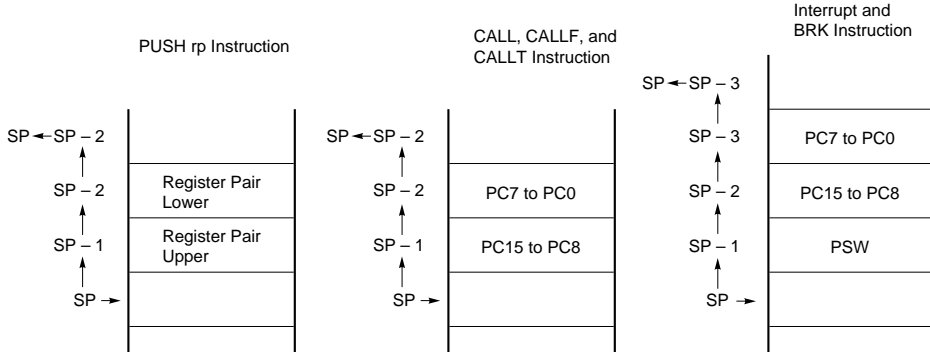 PUSH rp Instruction
SP ← SP – 2
SP – 2
SP – 1
SP
Register Pair
Lower
Register Pair
Upper
CALL, CALLF, and
CALLT Instruction
SP ← SP – 2
SP – 2
SP – 1
SP
PC7 to PC0
PC15 to PC8
Interrupt and
BRK Instruction
SP ← SP – 3
SP – 3
SP – 2
SP – 1
SP
PC7 to PC0
PC15 to PC8
PSW